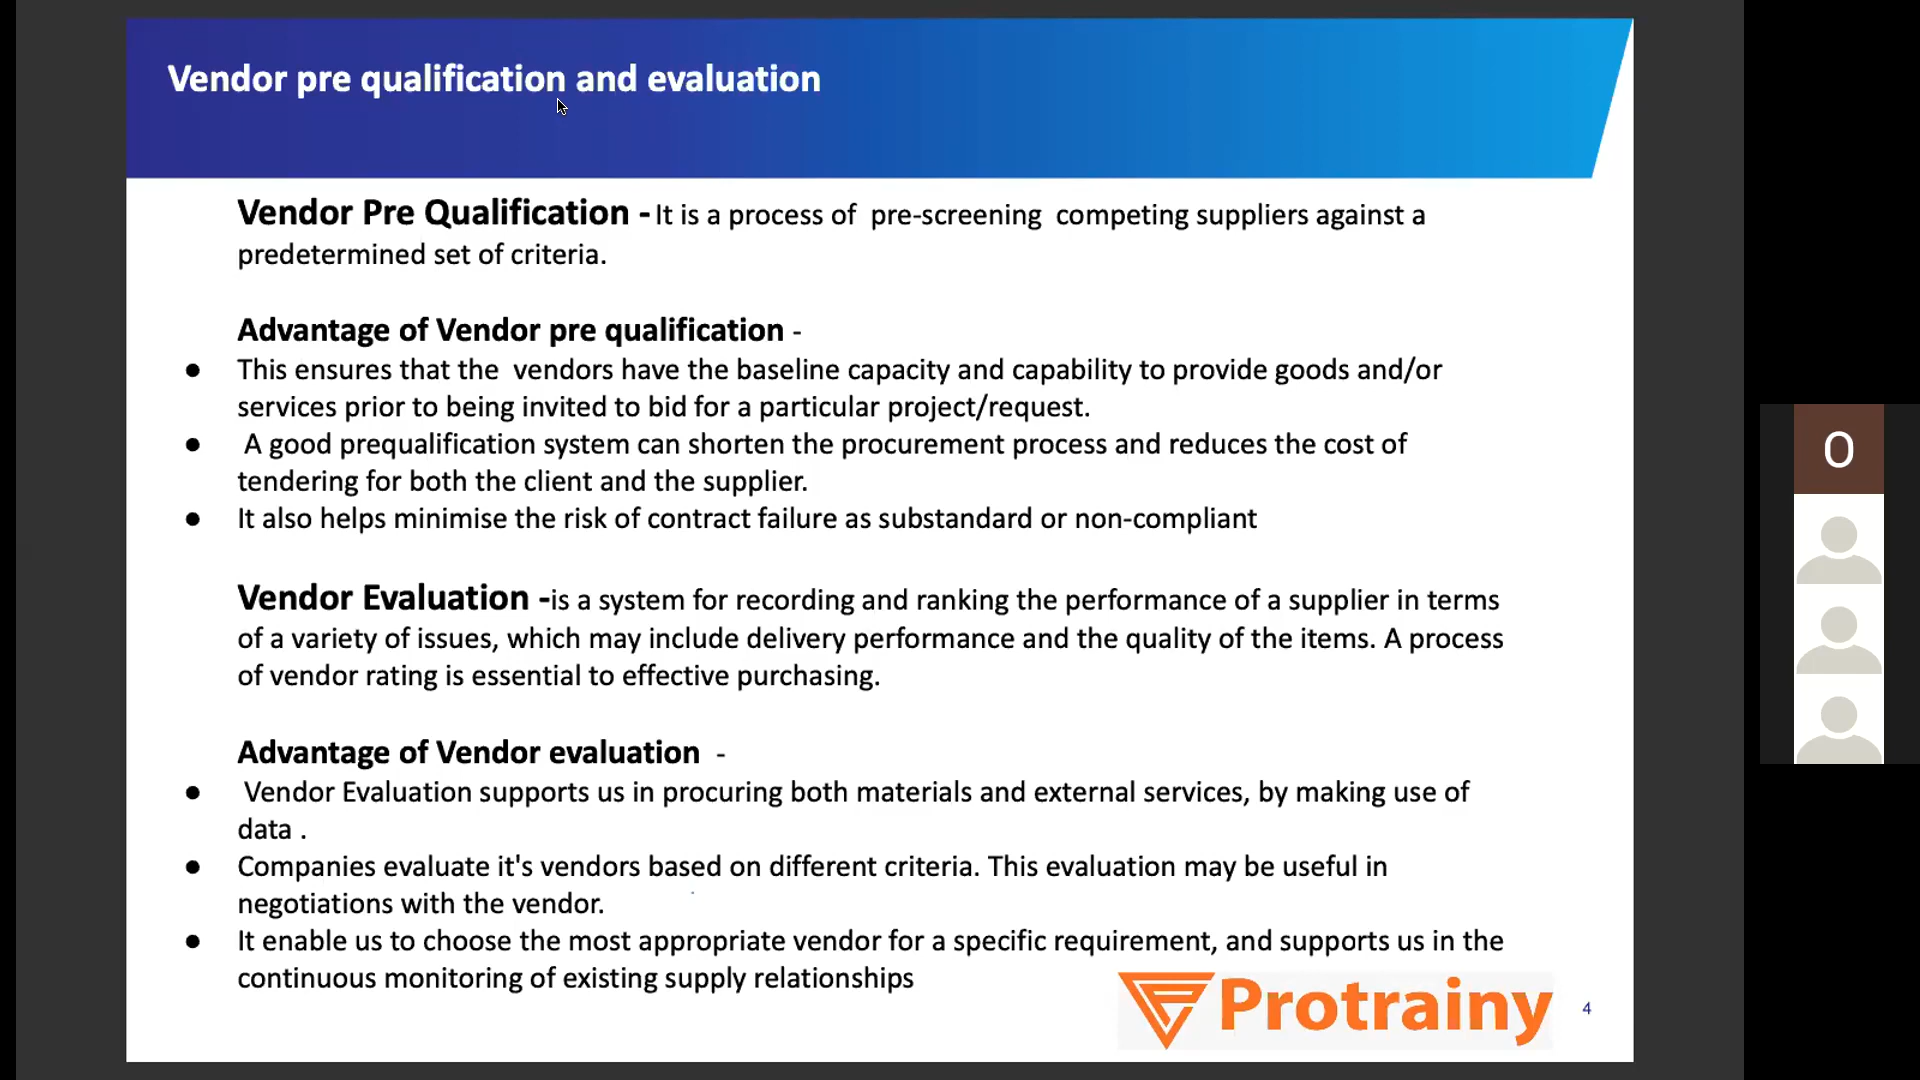 Vendor pre qualification and evaluation
Vendor Pre Qualification - It is a process of pre-screening competing suppliers against a
predetermined set of criteria.
Advantage of Vendor pre qualification -
● This ensures that the vendors have the baseline capacity and capability to provide goods and/or
services prior to being invited to bid for a particular project/request.
● A good prequalification system can shorten the procurement process and reduces the cost of
tendering for both the client and the supplier.
● It also helps minimise the risk of contract failure as substandard or non-compliant
Vendor Evaluation -is a system for recording and ranking the performance of a supplier in terms
of a variety of issues, which may include delivery performance and the quality of the items. A process
of vendor rating is essential to effective purchasing.
Advantage of Vendor evaluation -
● Vendor Evaluation supports us in procuring both materials and external services, by making use of
data .
● Companies evaluate it's vendors based on different criteria. This evaluation may be useful in
negotiations with the vendor.
● It enable us to choose the most appropriate vendor for a specific requirement, and supports us in the
continuous monitoring of existing supply relationships
Protrainy
4
O